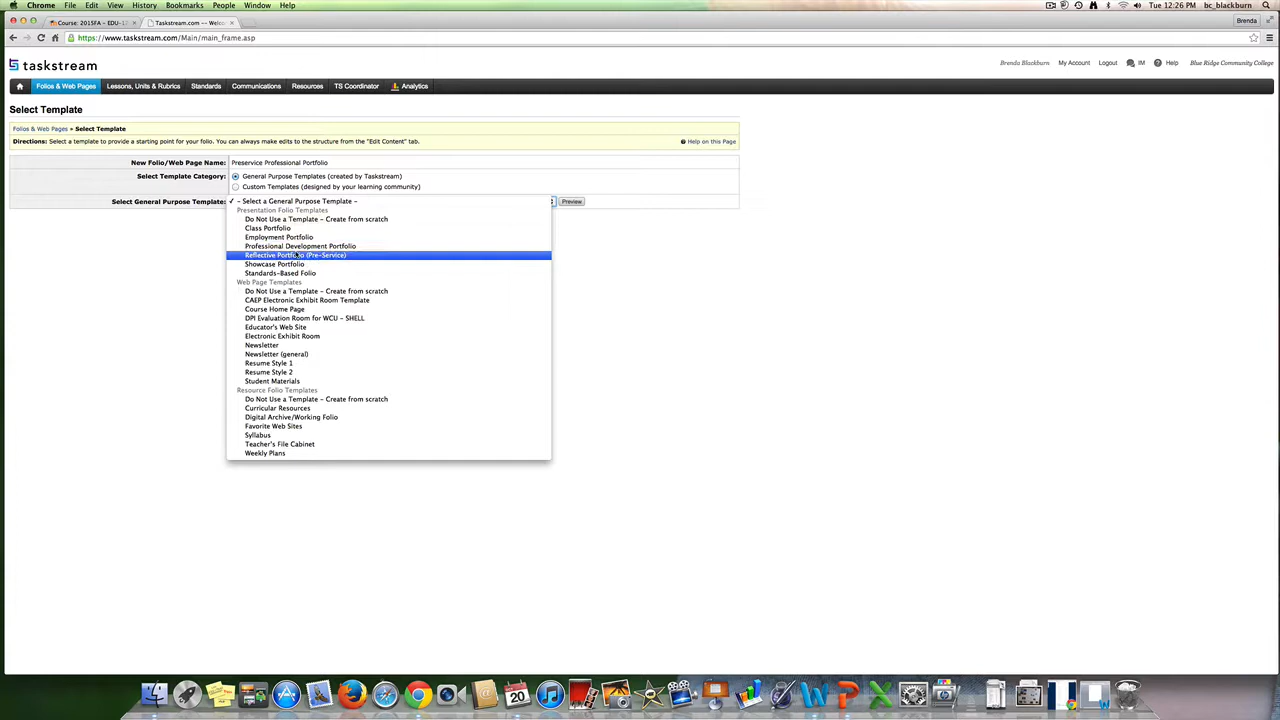 Chrome File Edit View History Bookmarks People Window Help Tue 12:26 PM bc_blackburn
Course: 2015FA - EDU-1 Taskstream.com -- Welco Brenda
https://www.taskstream.com/Main/main_frame.asp
taskstream Brenda Blackburn My Account Logout IM Help Blue Ridge Community College
Folios & Web Pages Lessons, Units & Rubrics Standards Communications Resources TS Coordinator Analytics
Select Template
Folios & Web Pages » Select Template
Directions: Select a template to provide a starting point for your folio. You can always make edits to the structure from the "Edit Content" tab. Help on this Page
New Folio/Web Page Name: Preservice Professional Portfolio
Select Template Category: General Purpose Templates (created by Taskstream)
Custom Templates (designed by your learning community)
Select General Purpose Template: ✓ - Select a General Purpose Template - Preview
Presentation Folio Templates
Do Not Use a Template - Create from scratch
Class Portfolio
Employment Portfolio
Professional Development Portfolio
Reflective Portfolio (Pre-Service)
Showcase Portfolio
Standards-Based Folio
Web Page Templates
Do Not Use a Template - Create from scratch
CAEP Electronic Exhibit Room Template
Course Home Page
DPI Evaluation Room for WCU - SHELL
Educator's Web Site
Electronic Exhibit Room
Newsletter
Newsletter (general)
Resume Style 1
Resume Style 2
Student Materials
Resource Folio Templates
Do Not Use a Template - Create from scratch
Curricular Resources
Digital Archive/Working Folio
Favorite Web Sites
Syllabus
Teacher's File Cabinet
Weekly Plans
20